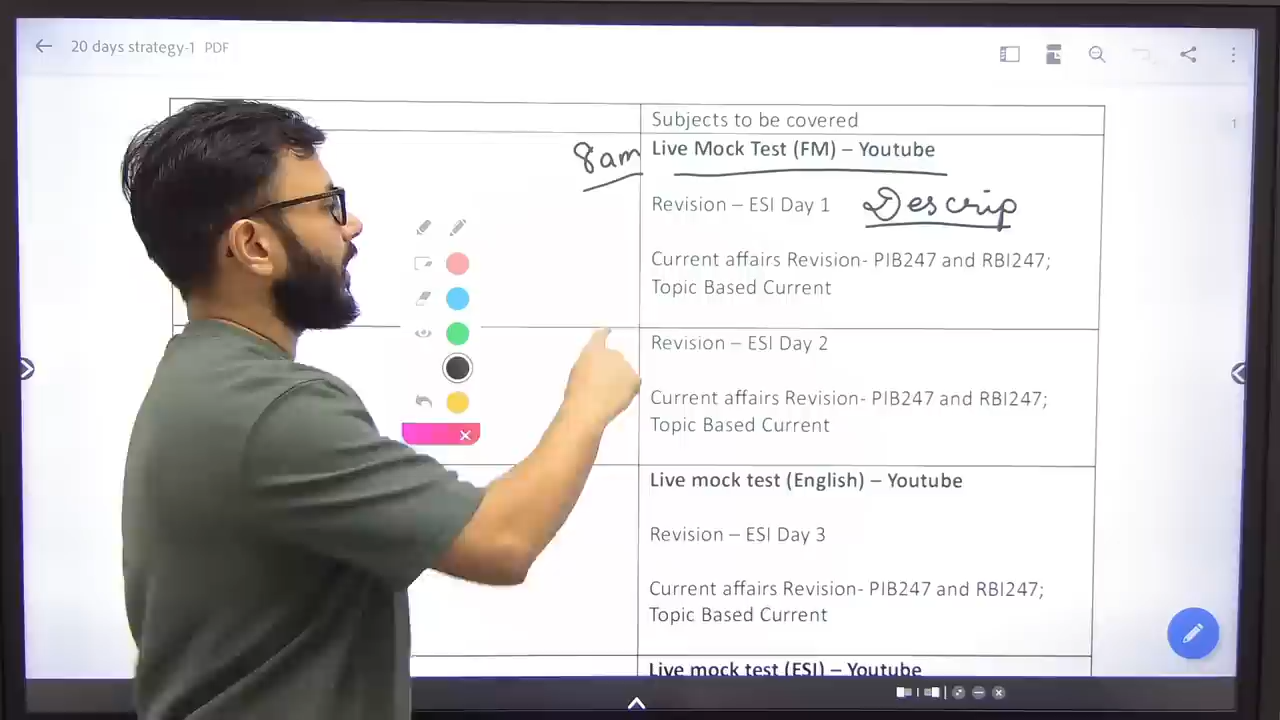 20 days strategy-1 PDF
1
Subjects to be covered
8am Live Mock Test (FM) – Youtube
Revision – ESI Day 1 Descrip
Current affairs Revision- PIB247 and RBI247;
Topic Based Current
Revision – ESI Day 2
Current affairs Revision- PIB247 and RBI247;
Topic Based Current
Live mock test (English) – Youtube
Revision – ESI Day 3
Current affairs Revision- PIB247 and RBI247;
Topic Based Current
Live mock test (ESI) – Youtube